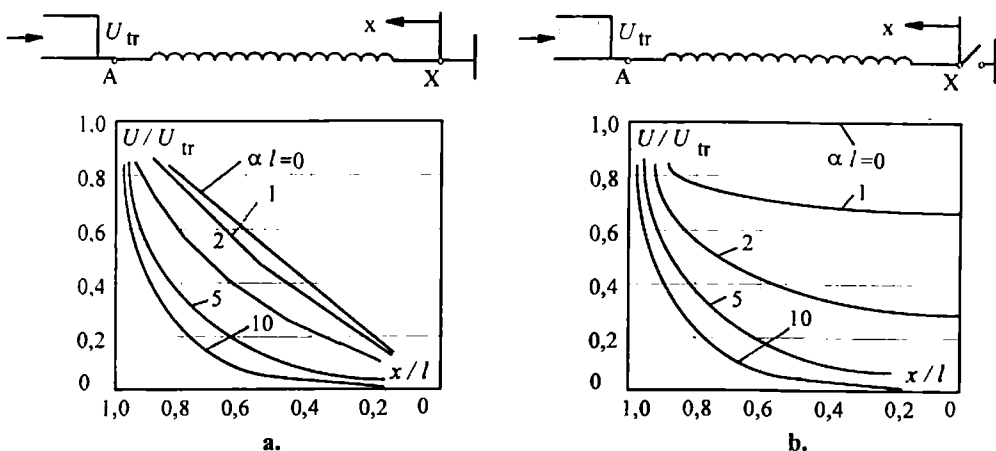 x
U tr
A
X
1,0
U / U tr
α l=0
0,8
1
0,6
2
0,4
5
10
0,2
x / l
0
1,0 0,8 0,6 0,4 0,2 0
a.
x
U tr
A
X
1,0
U / U tr
α l=0
0,8
1
0,6
2
0,4
5
10
0,2
x / l
0
1,0 0,8 0,6 0,4 0,2 0
b.